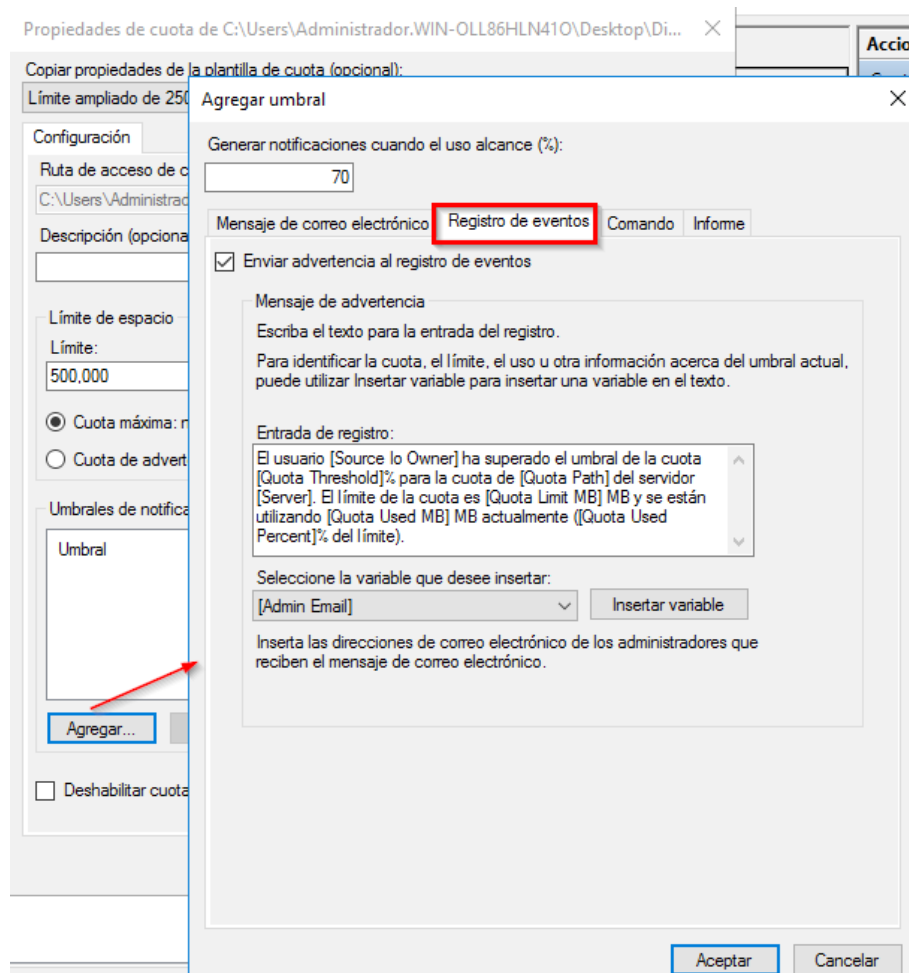 Propiedades de cuota de C:\Users\Administrador.WIN-OLL86HLN41O\Desktop\Di...
Accio
Copiar propiedades de la plantilla de cuota (opcional):
Límite ampliado de 250
Configuración
Ruta de acceso de c
C:\Users\Administrad
Descripción (opciona
Límite de espacio
Límite:
500,000
Cuota máxima: n
Cuota de advert
Umbrales de notifica
Umbral
Agregar...
Deshabilitar cuota
Agregar umbral
Generar notificaciones cuando el uso alcance (%):
70
Mensaje de correo electrónico Registro de eventos Comando Informe
Enviar advertencia al registro de eventos
Mensaje de advertencia
Escriba el texto para la entrada del registro.
Para identificar la cuota, el límite, el uso u otra información acerca del umbral actual,
puede utilizar Insertar variable para insertar una variable en el texto.
Entrada de registro:
El usuario [Source Io Owner] ha superado el umbral de la cuota
[Quota Threshold]% para la cuota de [Quota Path] del servidor
[Server]. El límite de la cuota es [Quota Limit MB] MB y se están
utilizando [Quota Used MB] MB actualmente ([Quota Used
Percent]% del límite).
Seleccione la variable que desee insertar:
[Admin Email] Insertar variable
Inserta las direcciones de correo electrónico de los administradores que
reciben el mensaje de correo electrónico.
Aceptar Cancelar